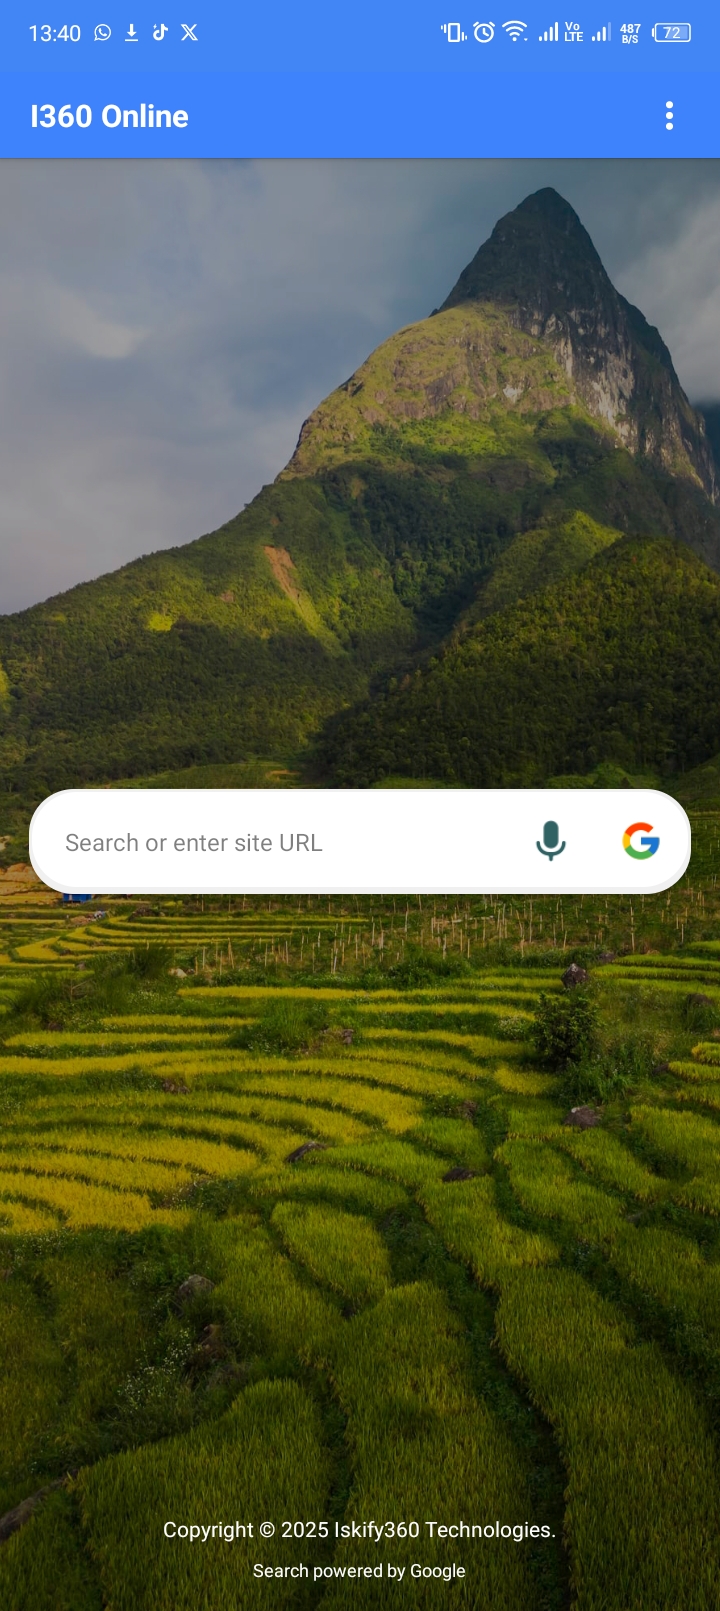 13:40
Vo
LTE
487
B/S
72
I360 Online
Search or enter site URL
Copyright © 2025 Iskify360 Technologies.
Search powered by Google